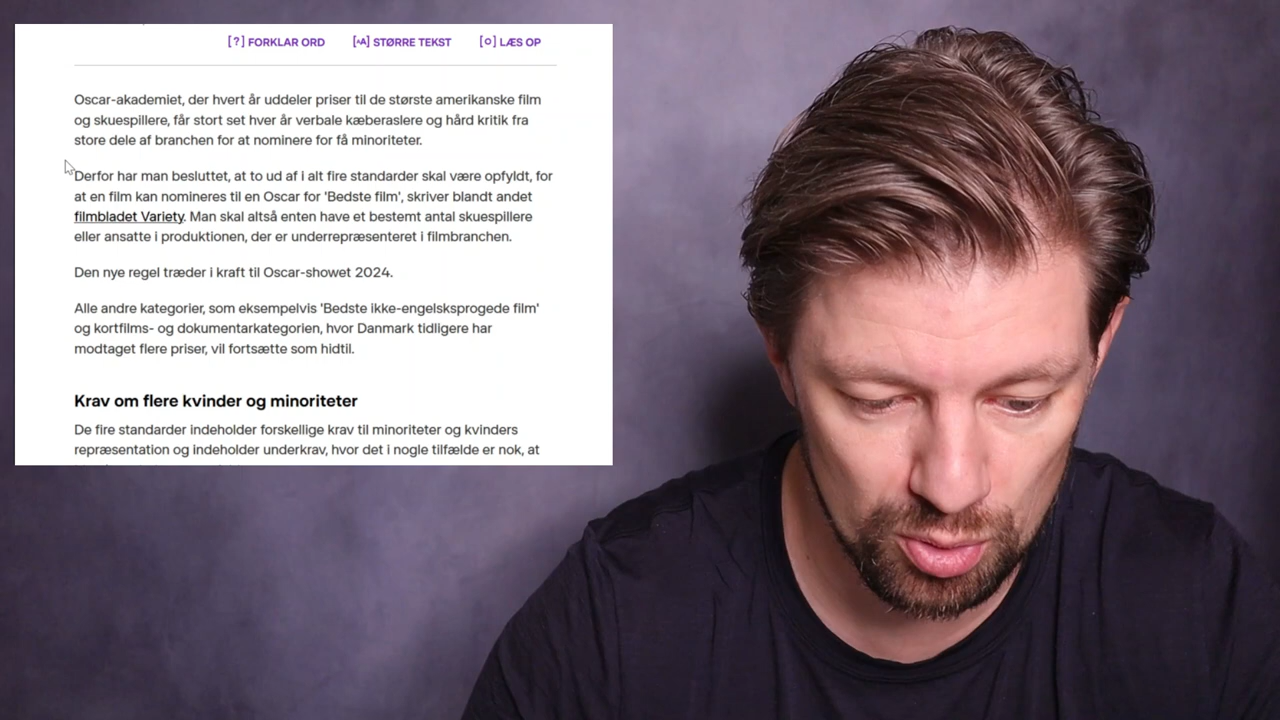 [?] FORKLAR ORD [AA] STØRRE TEKST [O] LÆS OP
Oscar-akademiet, der hvert år uddeler priser til de største amerikanske film
og skuespillere, får stort set hver år verbale kæberaslere og hård kritik fra
store dele af branchen for at nominere for få minoriteter.
Derfor har man besluttet, at to ud af i alt fire standarder skal være opfyldt, for
at en film kan nomineres til en Oscar for 'Bedste film', skriver blandt andet
filmbladet Variety. Man skal altså enten have et bestemt antal skuespillere
eller ansatte i produktionen, der er underrepræsenteret i filmbranchen.
Den nye regel træder i kraft til Oscar-showet 2024.
Alle andre kategorier, som eksempelvis 'Bedste ikke-engelsksprogede film'
og kortfilms- og dokumentarkategorien, hvor Danmark tidligere har
modtaget flere priser, vil fortsætte som hidtil.
Krav om flere kvinder og minoriteter
De fire standarder indeholder forskellige krav til minoriteter og kvinders
repræsentation og indeholder underkrav, hvor det i nogle tilfælde er nok, at